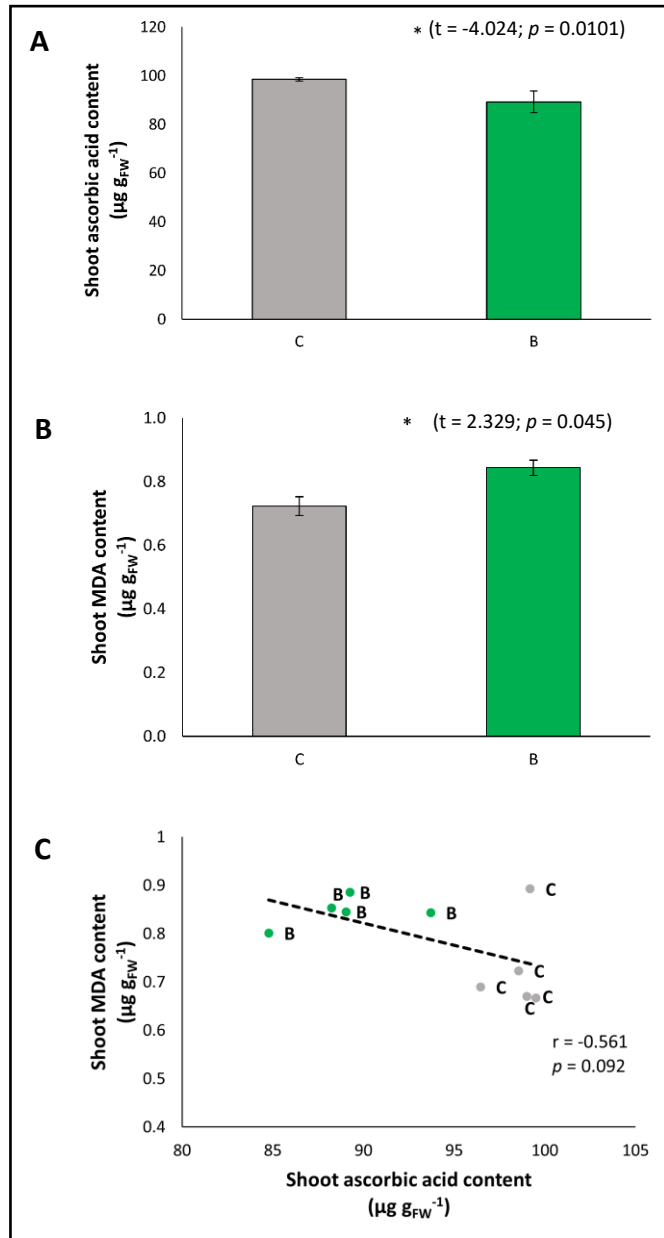 A
* (t = -4.024; p = 0.0101)
Shoot ascorbic acid content
(µg gFW-1)
120
100
80
60
40
20
0
C
B
B
* (t = 2.329; p = 0.045)
Shoot MDA content
(µg gFW-1)
1.0
0.8
0.6
0.4
0.2
0.0
C
B
C
Shoot MDA content
(µg gFW-1)
1
0.9
0.8
0.7
0.6
0.5
0.4
B
B
B
B
B
C
C
C
C
C
r = -0.561
p = 0.092
80
85
90
95
100
105
Shoot ascorbic acid content
(µg gFW-1)